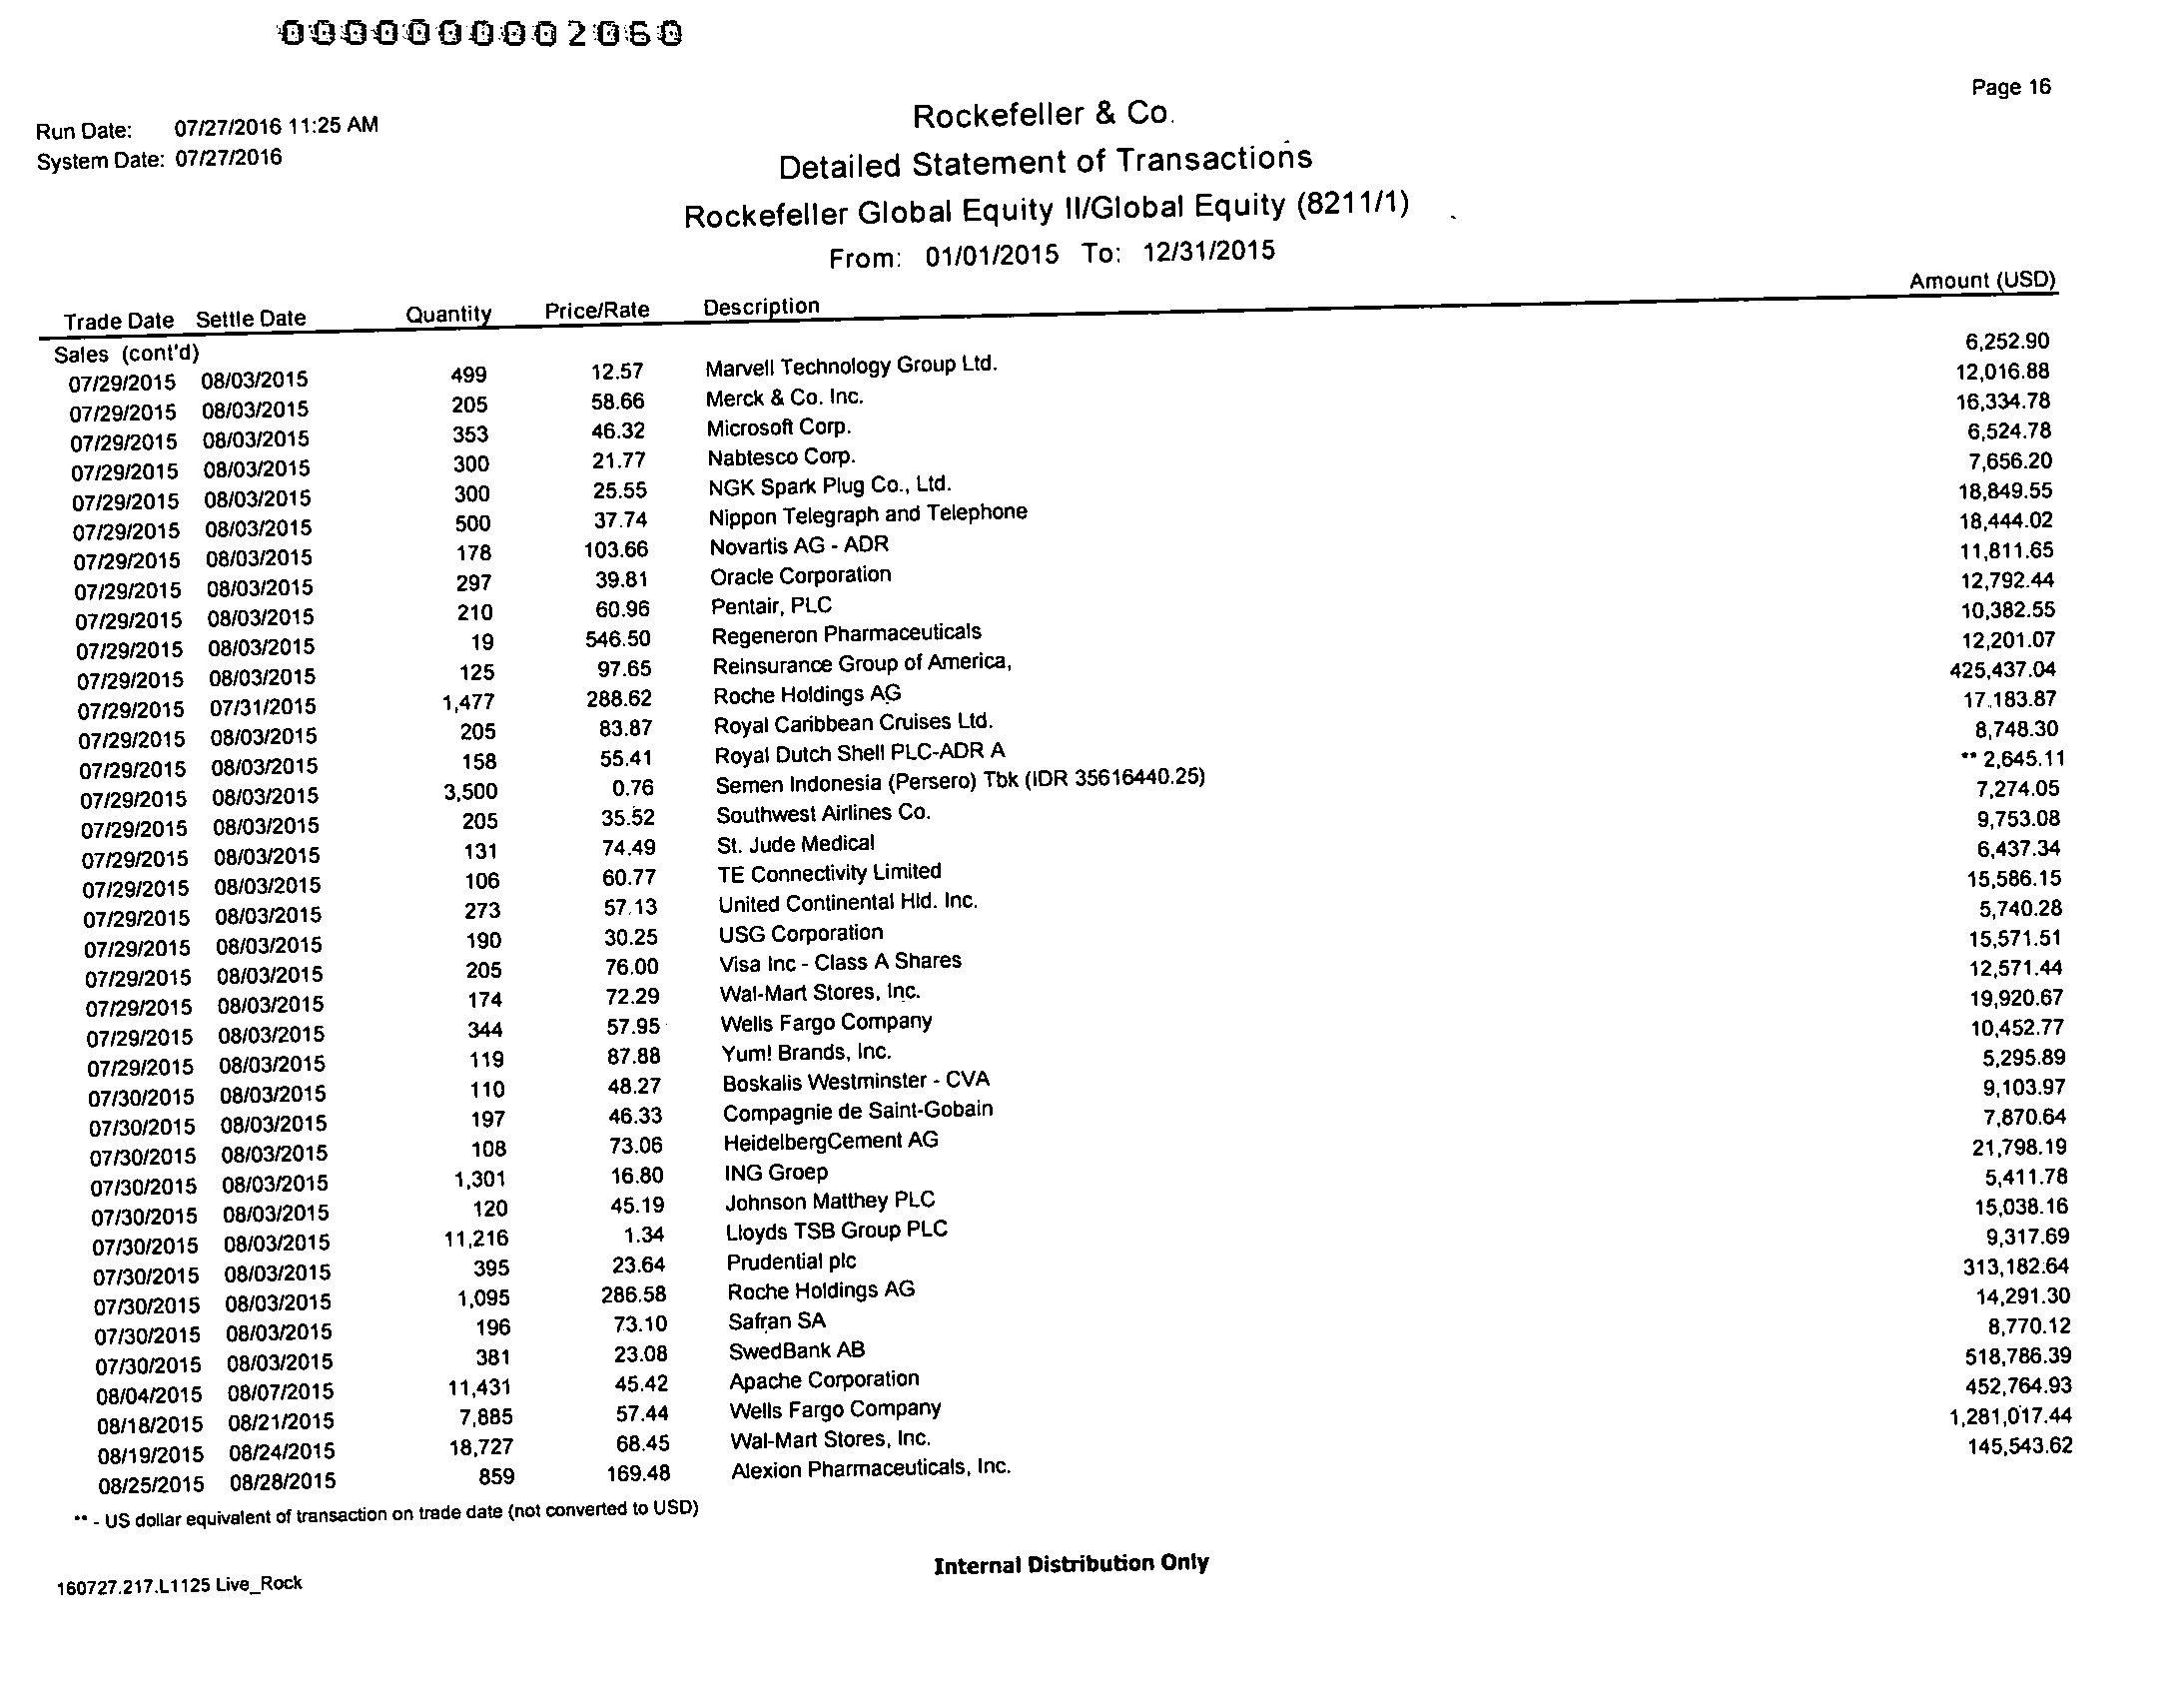 000000002060
Page 16
Run Date: 07/27/2016 11:25 AM
System Date: 07/27/2016
Rockefeller & Co.
Detailed Statement of Transactions
Rockefeller Global Equity II/Global Equity (8211/1)
From: 01/01/2015 To: 12/31/2015
Trade Date Settle Date Quantity Price/Rate Description Amount (USD)
Sales (cont'd)
07/29/2015 08/03/2015 499 12.57 Marvell Technology Group Ltd. 6,252.90
07/29/2015 08/03/2015 205 58.66 Merck & Co. Inc. 12,016.88
07/29/2015 08/03/2015 353 46.32 Microsoft Corp. 16,334.78
07/29/2015 08/03/2015 300 21.77 Nabtesco Corp. 6,524.78
07/29/2015 08/03/2015 300 25.55 NGK Spark Plug Co., Ltd. 7,656.20
07/29/2015 08/03/2015 500 37.74 Nippon Telegraph and Telephone 18,849.55
07/29/2015 08/03/2015 178 103.66 Novartis AG - ADR 18,444.02
07/29/2015 08/03/2015 297 39.81 Oracle Corporation 11,811.65
07/29/2015 08/03/2015 210 60.96 Pentair, PLC 12,792.44
07/29/2015 08/03/2015 19 546.50 Regeneron Pharmaceuticals 10,382.55
07/29/2015 08/03/2015 125 97.65 Reinsurance Group of America, 12,201.07
07/29/2015 07/31/2015 1,477 288.62 Roche Holdings AG 425,437.04
07/29/2015 08/03/2015 205 83.87 Royal Caribbean Cruises Ltd. 17,183.87
07/29/2015 08/03/2015 158 55.41 Royal Dutch Shell PLC-ADR A 8,748.30
07/29/2015 08/03/2015 3,500 0.76 Semen Indonesia (Persero) Tbk (IDR 35616440.25) ** 2,645.11
07/29/2015 08/03/2015 205 35.52 Southwest Airlines Co. 7,274.05
07/29/2015 08/03/2015 131 74.49 St. Jude Medical 9,753.08
07/29/2015 08/03/2015 106 60.77 TE Connectivity Limited 6,437.34
07/29/2015 08/03/2015 273 57.13 United Continental Hld. Inc. 15,586.15
07/29/2015 08/03/2015 190 30.25 USG Corporation 5,740.28
07/29/2015 08/03/2015 205 76.00 Visa Inc - Class A Shares 15,571.51
07/29/2015 08/03/2015 174 72.29 Wal-Mart Stores, Inc. 12,571.44
07/29/2015 08/03/2015 344 57.95 Wells Fargo Company 19,920.67
07/29/2015 08/03/2015 119 87.88 Yum! Brands, Inc. 10,452.77
07/30/2015 08/03/2015 110 48.27 Boskalis Westminster - CVA 5,295.89
07/30/2015 08/03/2015 197 46.33 Compagnie de Saint-Gobain 9,103.97
07/30/2015 08/03/2015 108 73.06 HeidelbergCement AG 7,870.64
07/30/2015 08/03/2015 1,301 16.80 ING Groep 21,798.19
07/30/2015 08/03/2015 120 45.19 Johnson Matthey PLC 5,411.78
07/30/2015 08/03/2015 11,216 1.34 Lloyds TSB Group PLC 15,038.16
07/30/2015 08/03/2015 395 23.64 Prudential plc 9,317.69
07/30/2015 08/03/2015 1,095 286.58 Roche Holdings AG 313,182.64
07/30/2015 08/03/2015 196 73.10 Safran SA 14,291.30
07/30/2015 08/03/2015 381 23.08 SwedBank AB 8,770.12
08/04/2015 08/07/2015 11,431 45.42 Apache Corporation 518,786.39
08/18/2015 08/21/2015 7,885 57.44 Wells Fargo Company 452,764.93
08/19/2015 08/24/2015 18,727 68.45 Wal-Mart Stores, Inc. 1,281,017.44
08/25/2015 08/28/2015 859 169.48 Alexion Pharmaceuticals, Inc. 145,543.62
** - US dollar equivalent of transaction on trade date (not converted to USD)
Internal Distribution Only
160727.217.L1125 Live_Rock